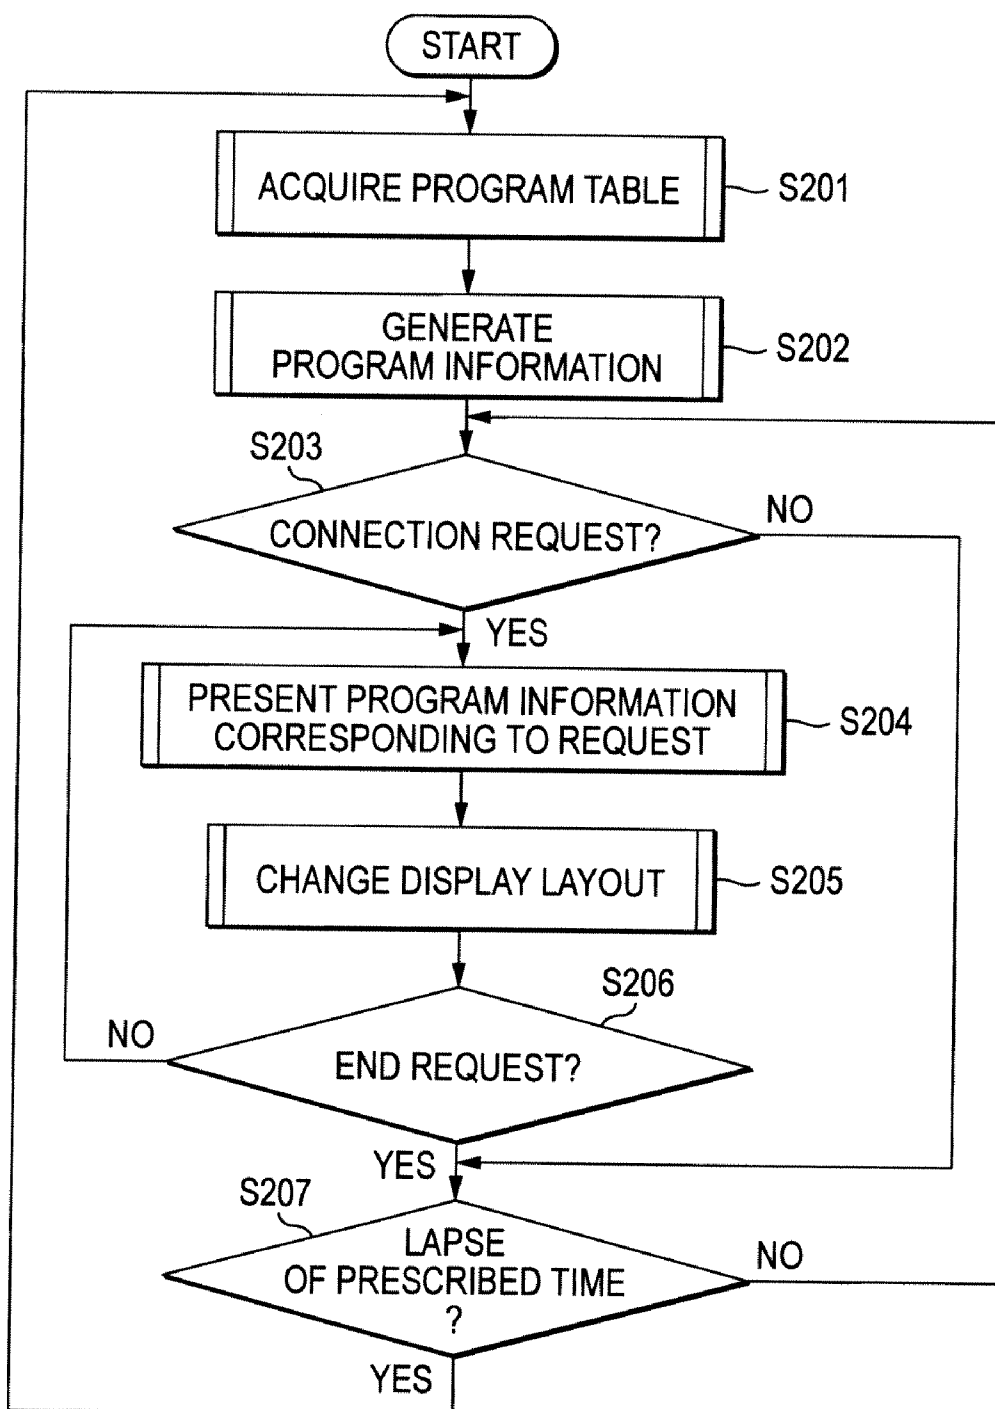 START
ACQUIRE PROGRAM TABLE
S201
GENERATE
PROGRAM INFORMATION
S202
S203
CONNECTION REQUEST?
NO
YES
PRESENT PROGRAM INFORMATION
CORRESPONDING TO REQUEST
S204
CHANGE DISPLAY LAYOUT
S205
S206
END REQUEST?
NO
YES
S207
LAPSE
OF PRESCRIBED TIME
?
NO
YES